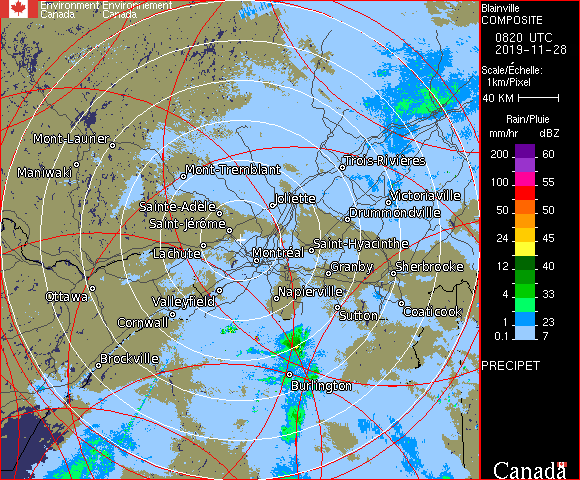 Environment Environnement
Canada Canada
Blainville
COMPOSITE
0820 UTC
2019-11-28
Scale/Échelle:
1km/Pixel
40 KM
Rain/Pluie
mm/hr dBZ
200 60
100 55
50 50
24 45
12 40
4 33
1 23
0.1 7
PRECIPET
Canada
Mont-Laurier
Maniwaki
Mont-Tremblant
Trois-Rivières
Sainte-Adele
Joliette
Victoriaville
Saint-Jérôme
Drummondville
Lachute
Montréal
Saint-Hyacinthe
Granby
Sherbrooke
Ottawa
Valleyfield
Napierville
Cornwall
Sutton
Coaticook
Brockville
Burlington